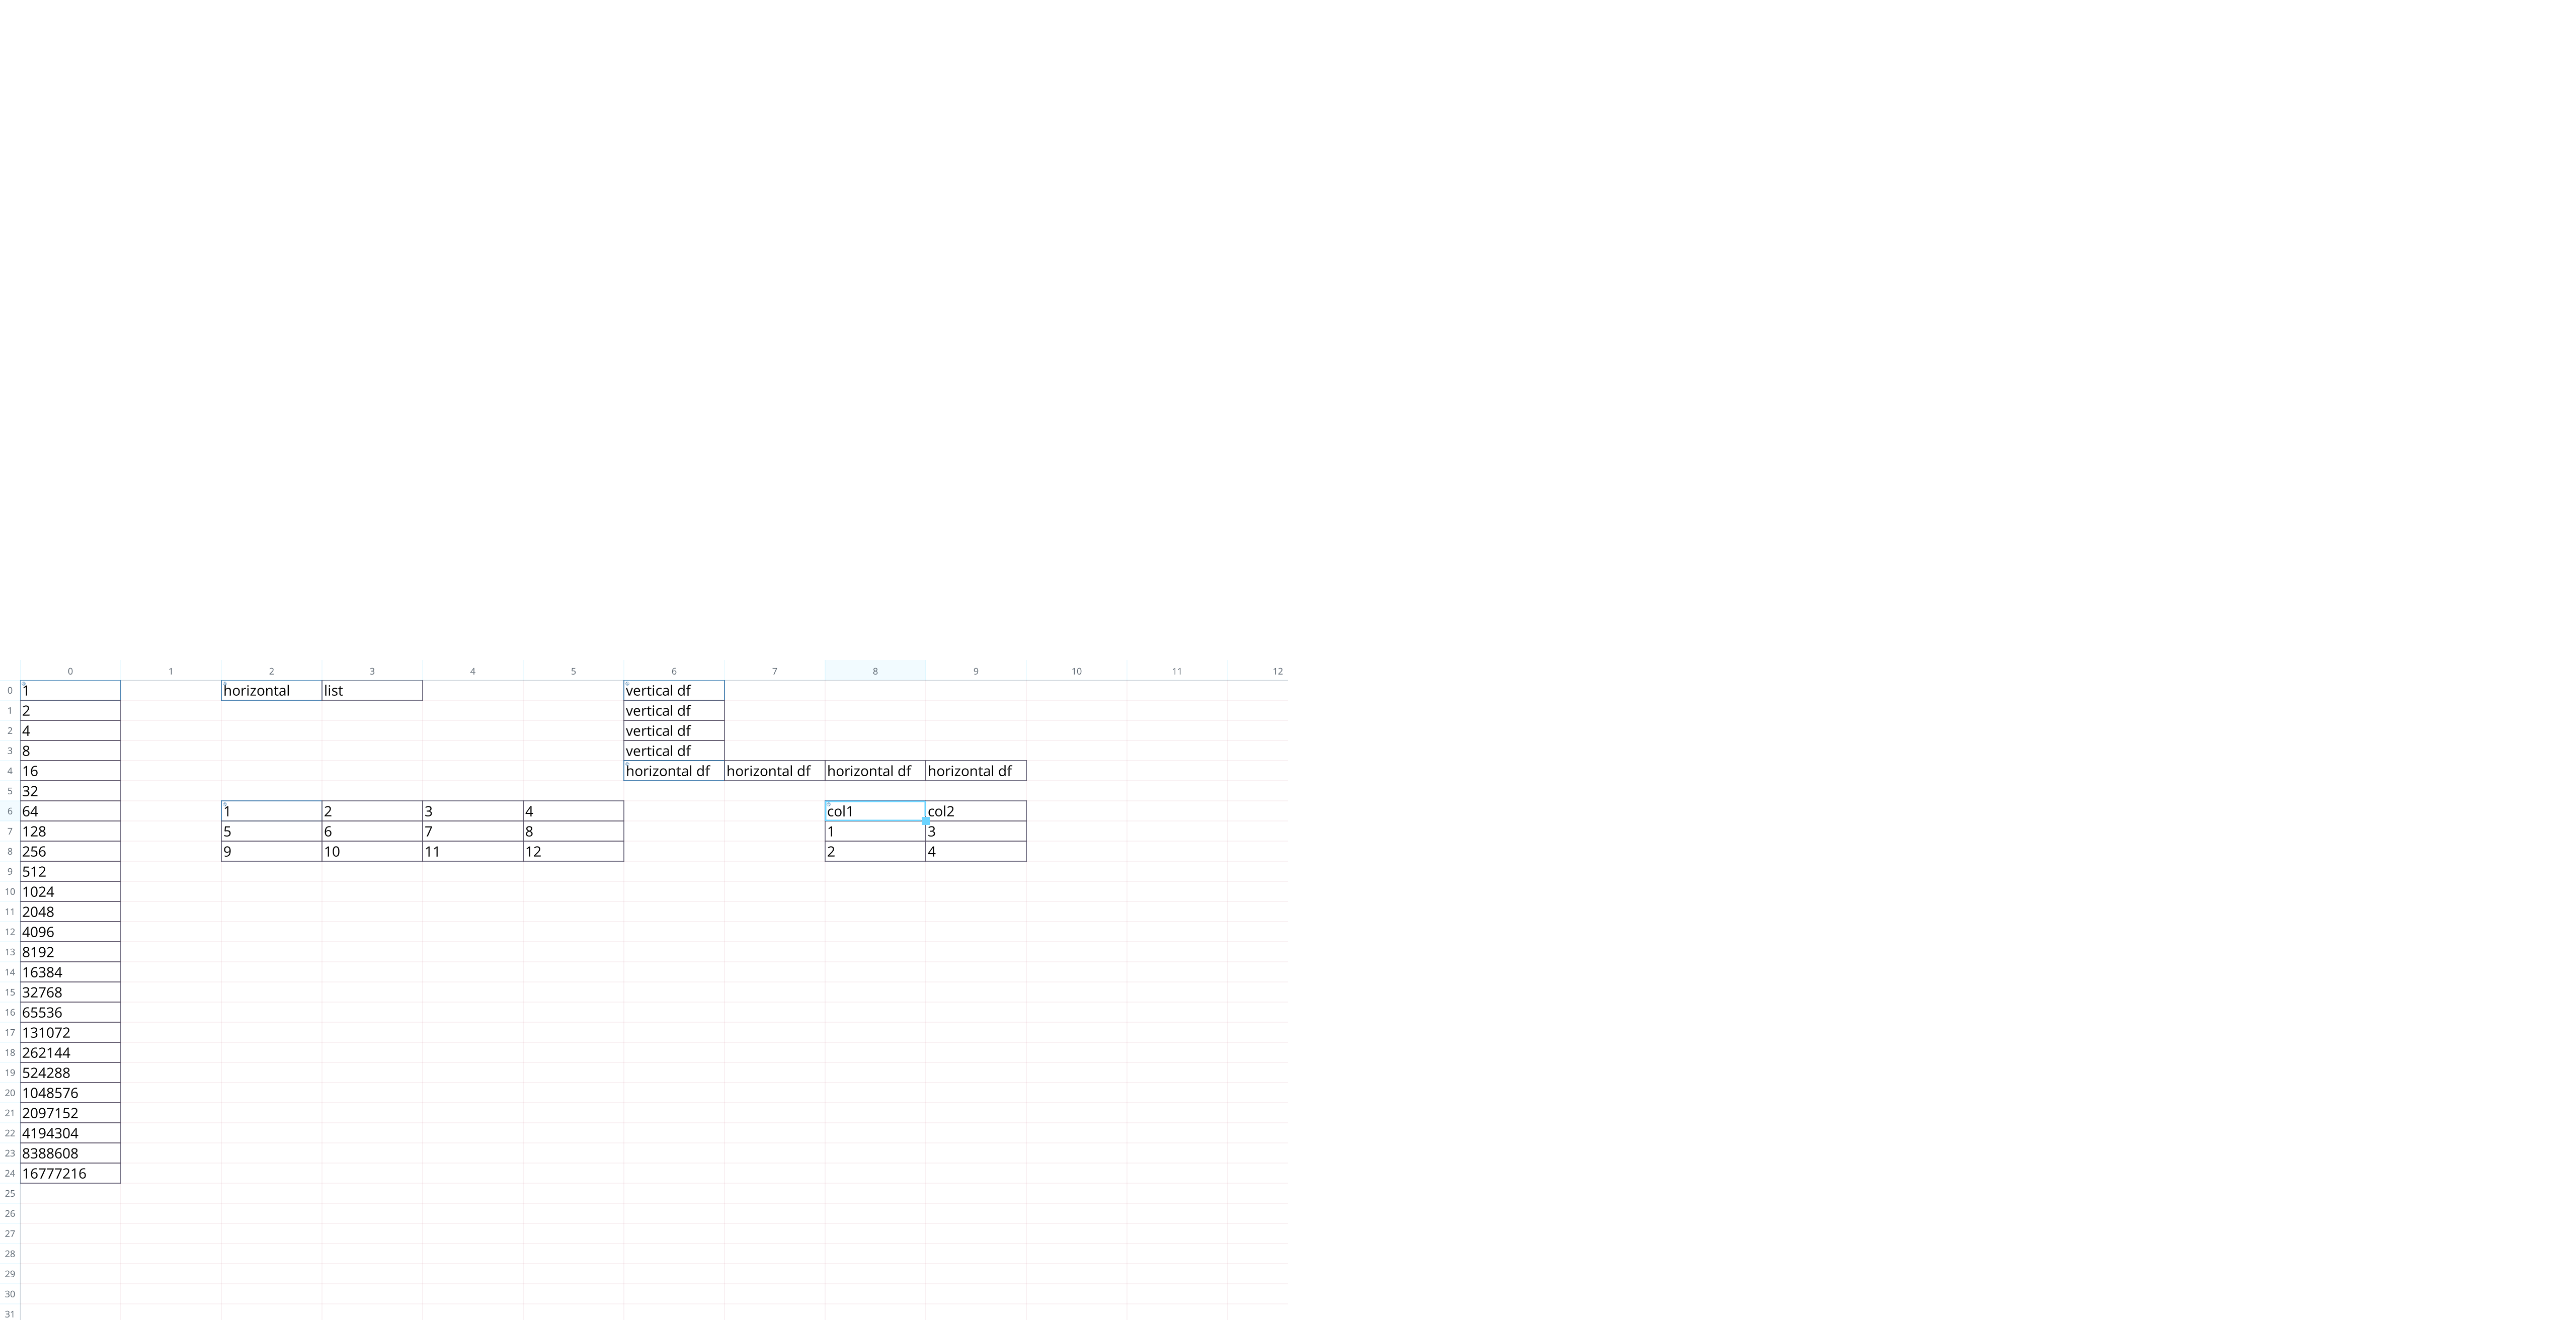 0 1 2 3 4 5 6 7 8 9 10 11 12
0 1 horizontal list vertical df
1 2 vertical df
2 4 vertical df
3 8 vertical df
4 16 horizontal df horizontal df horizontal df horizontal df
5 32
6 64 1 2 3 4 col1 col2
7 128 5 6 7 8 1 3
8 256 9 10 11 12 2 4
9 512
10 1024
11 2048
12 4096
13 8192
14 16384
15 32768
16 65536
17 131072
18 262144
19 524288
20 1048576
21 2097152
22 4194304
23 8388608
24 16777216
25
26
27
28
29
30
31